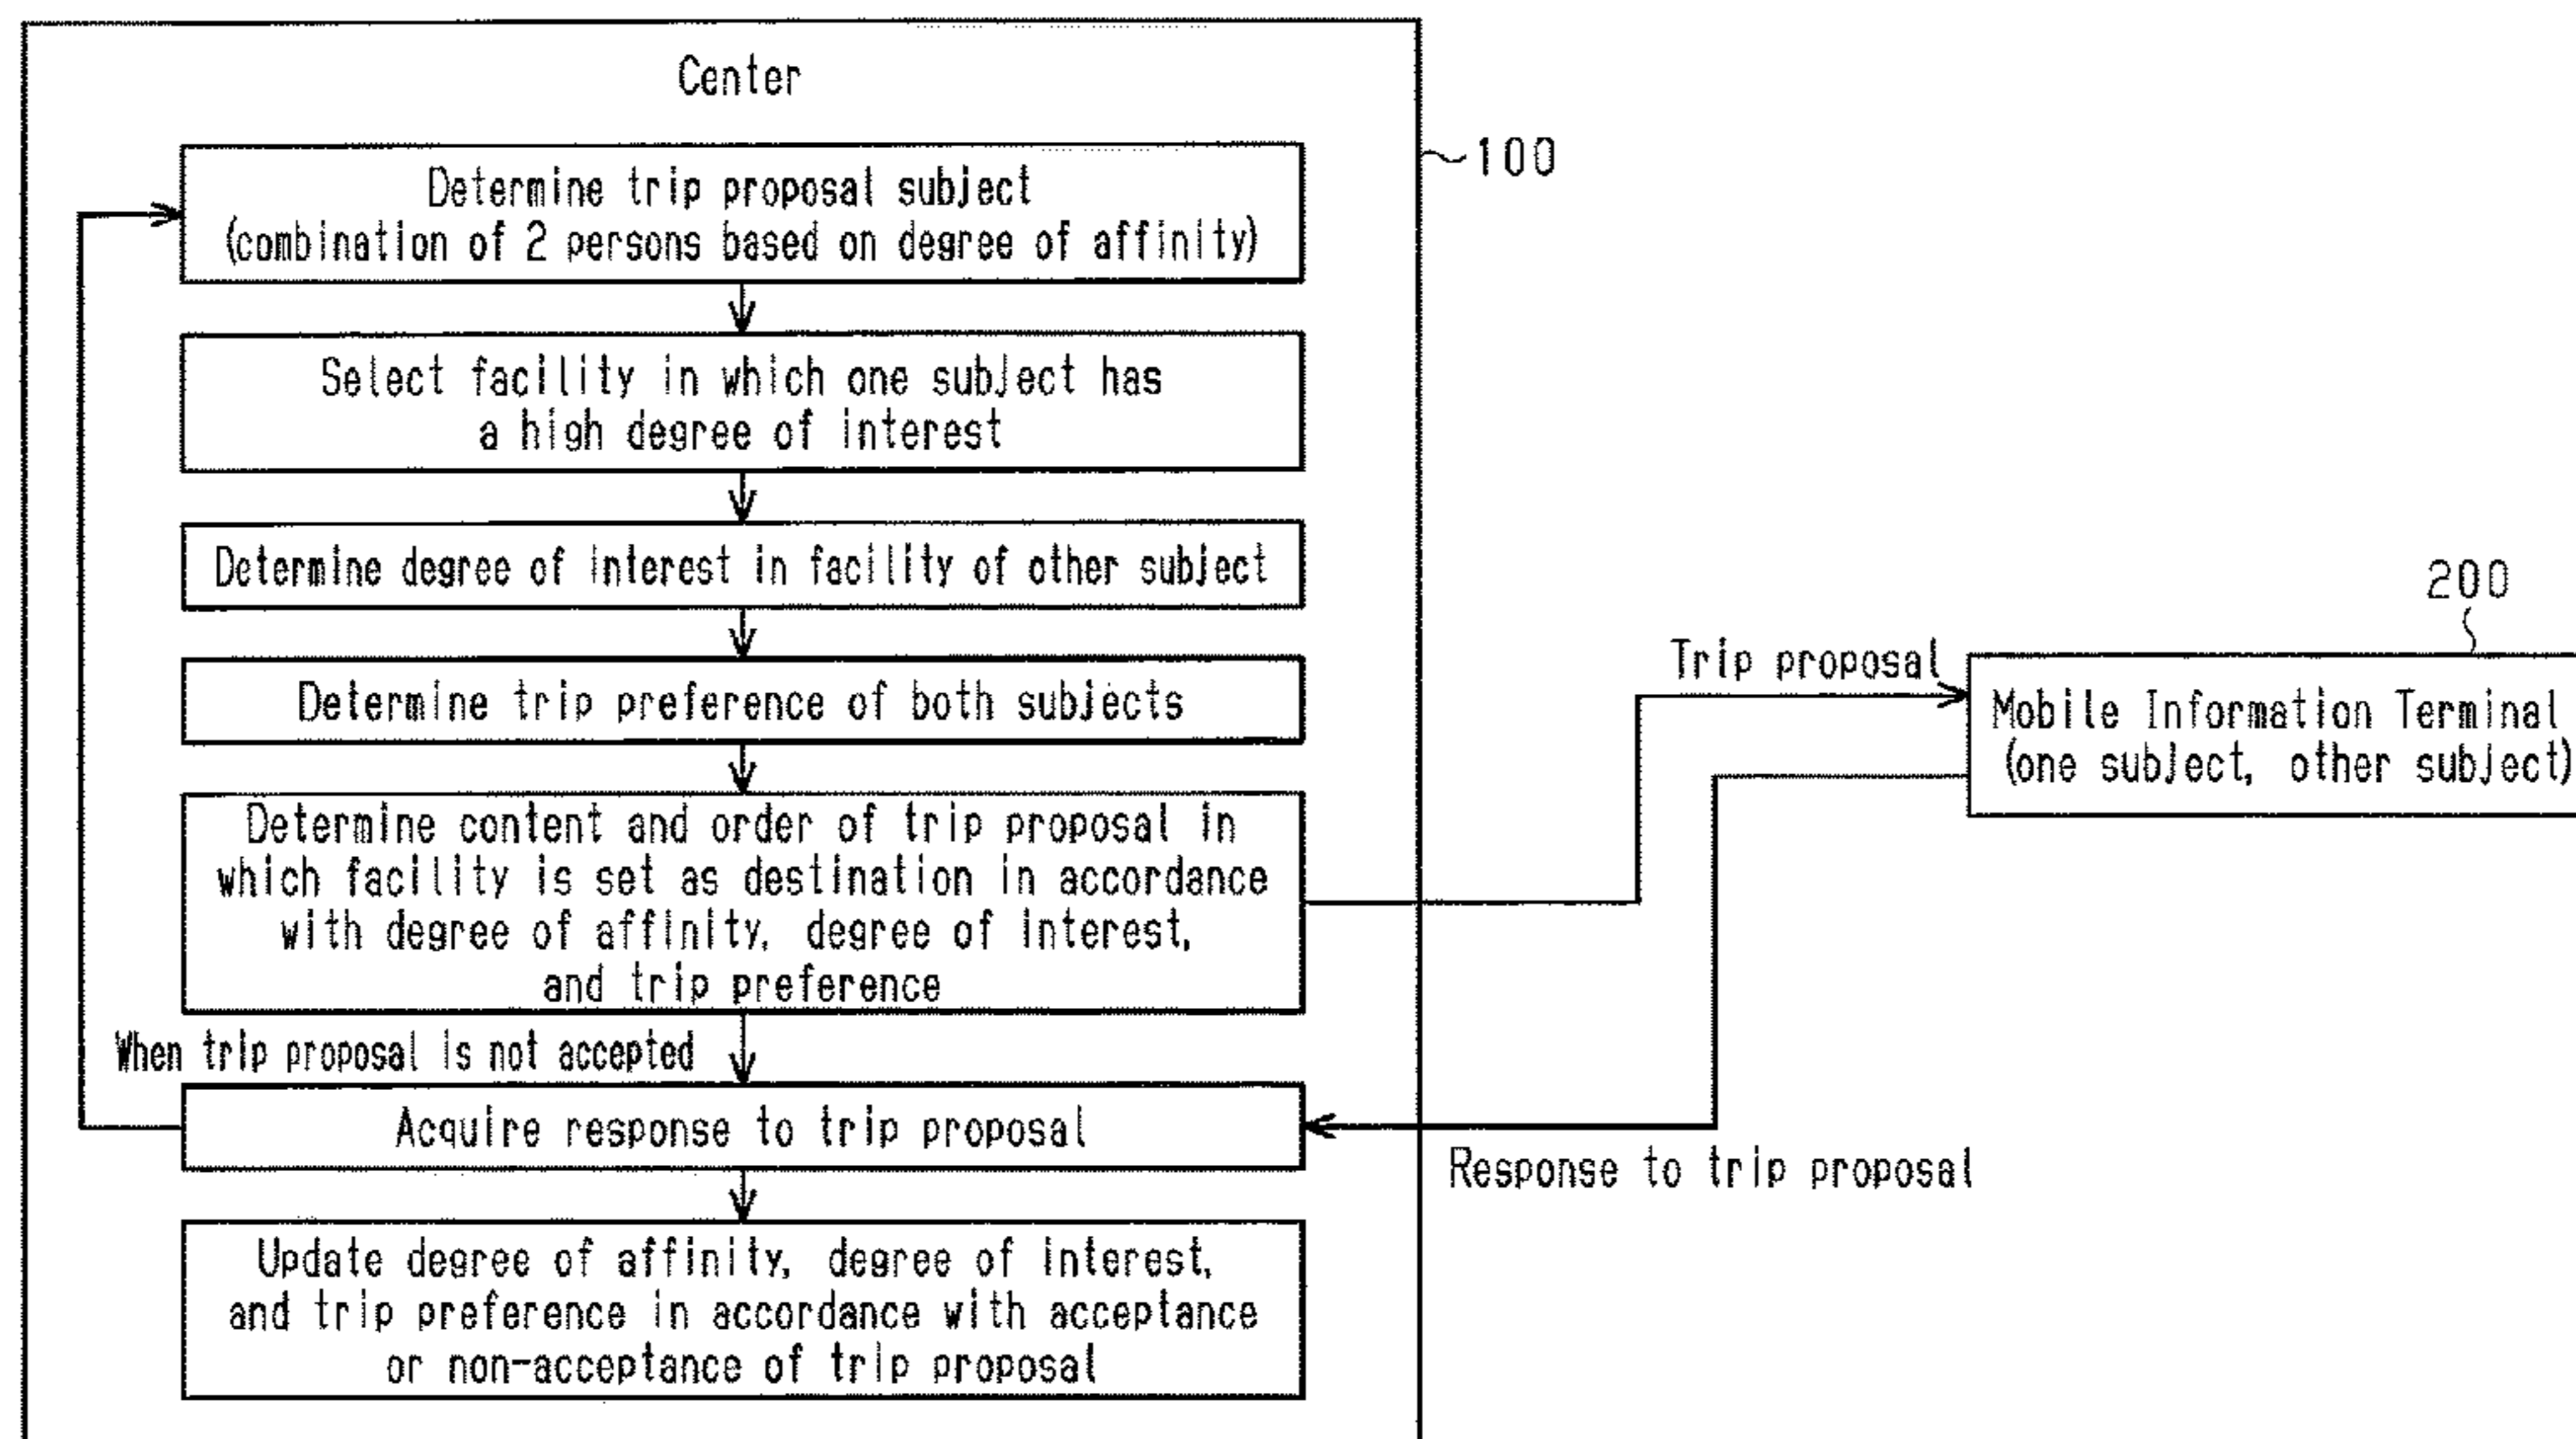 Center
100
Determine trip proposal subject
(combination of 2 persons based on degree of affinity)
Select facility in which one subject has
a high degree of interest
Determine degree of interest in facility of other subject
Determine trip preference of both subjects
Determine content and order of trip proposal in
which facility is set as destination in accordance
with degree of affinity, degree of interest,
and trip preference
When trip proposal is not accepted
Acquire response to trip proposal
Update degree of affinity, degree of interest,
and trip preference in accordance with acceptance
or non-acceptance of trip proposal
200
Trip proposal
Mobile Information Terminal
(one subject, other subject)
Response to trip proposal